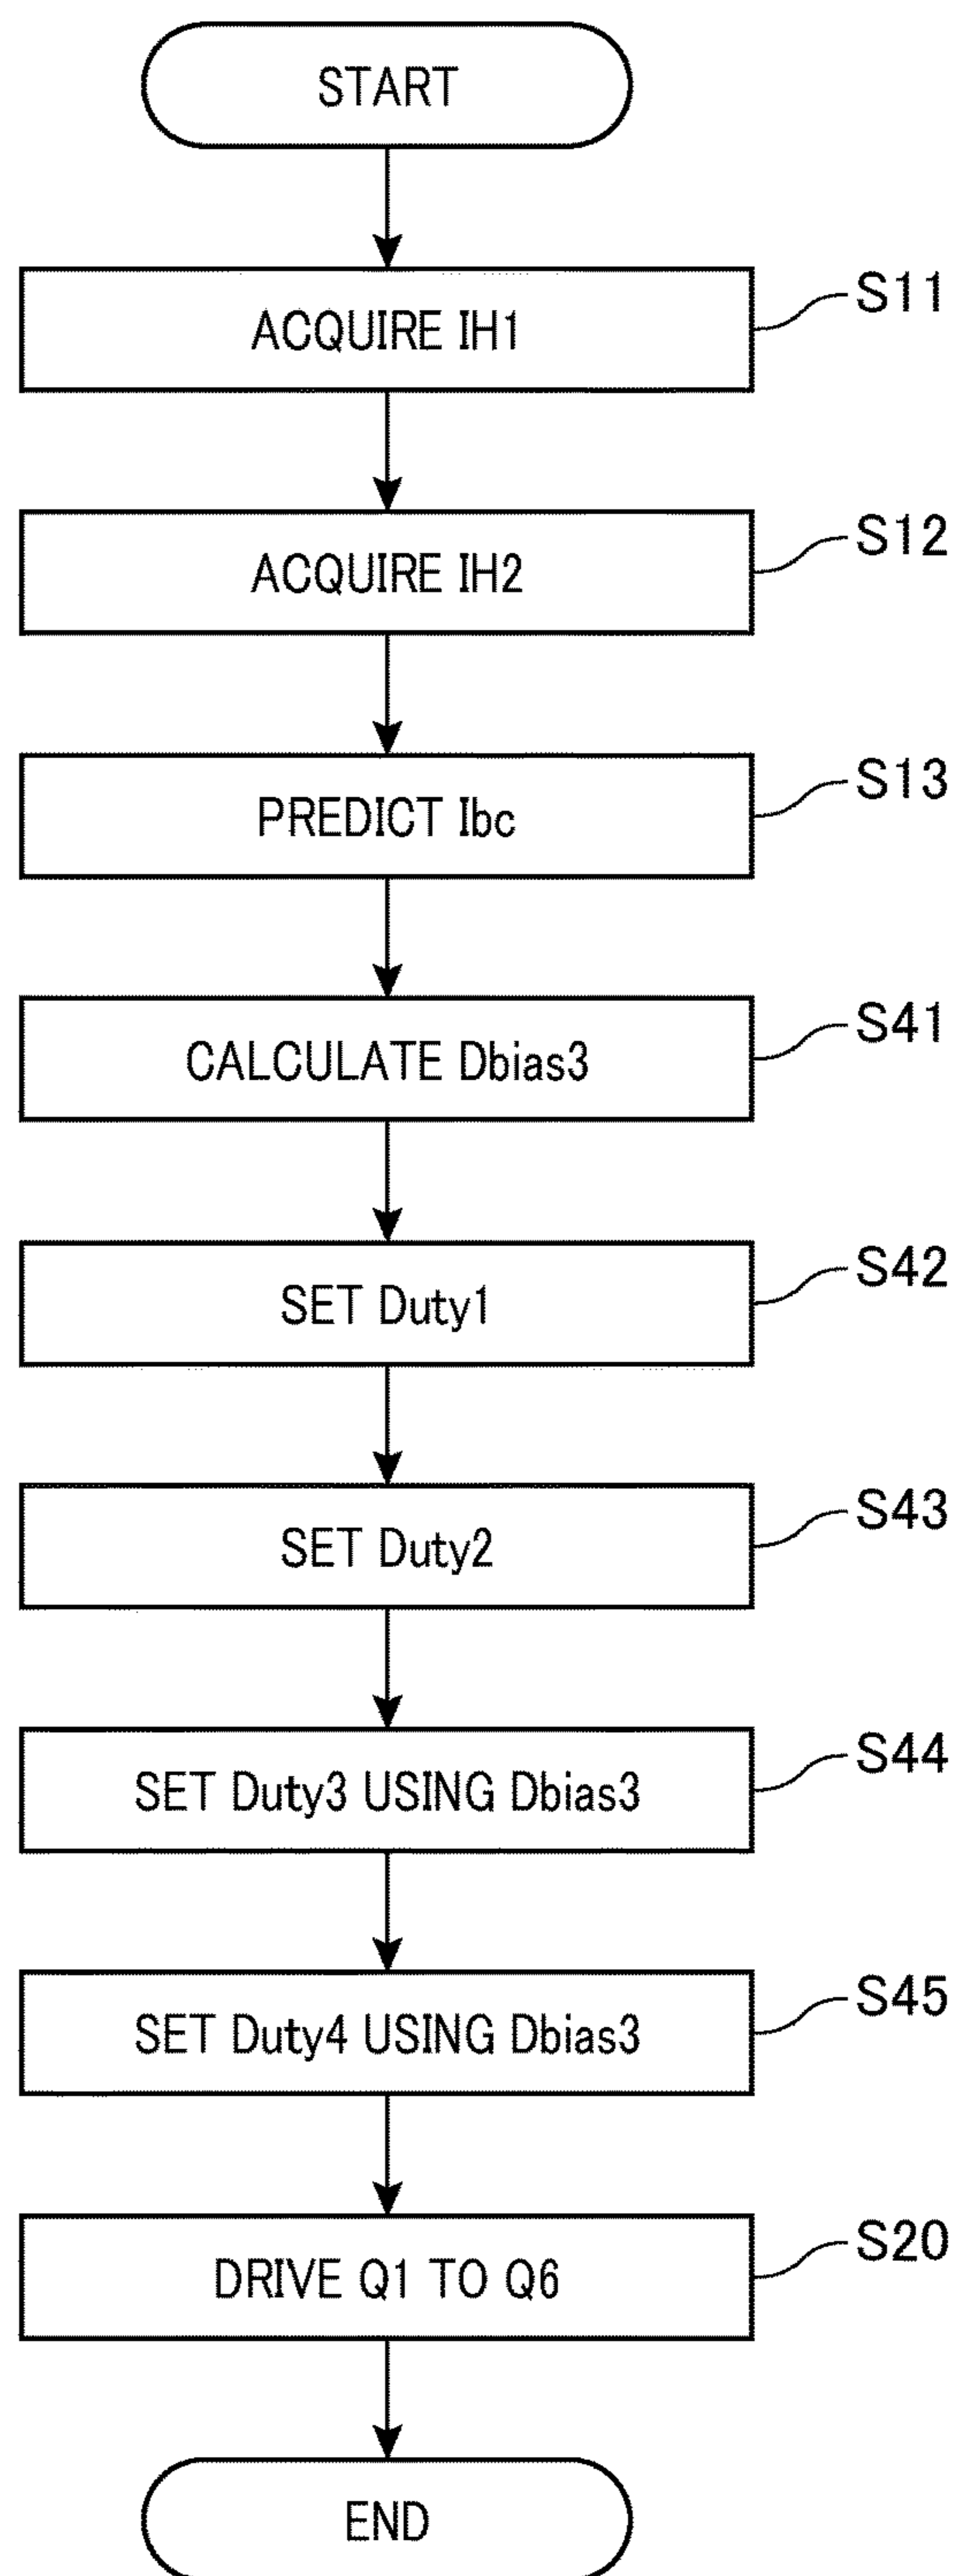 START
ACQUIRE IH1
S11
ACQUIRE IH2
S12
PREDICT Ibc
S13
CALCULATE Dbias3
S41
SET Duty1
S42
SET Duty2
S43
SET Duty3 USING Dbias3
S44
SET Duty4 USING Dbias3
S45
DRIVE Q1 TO Q6
S20
END